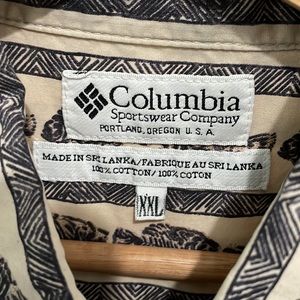 Columbia
Sportswear Company
PORTLAND, OREGON U.S.A.
MADE IN SRI LANKA/FABRIQUE AU SRI LANKA
100% COTTON/100% COTON
XXL